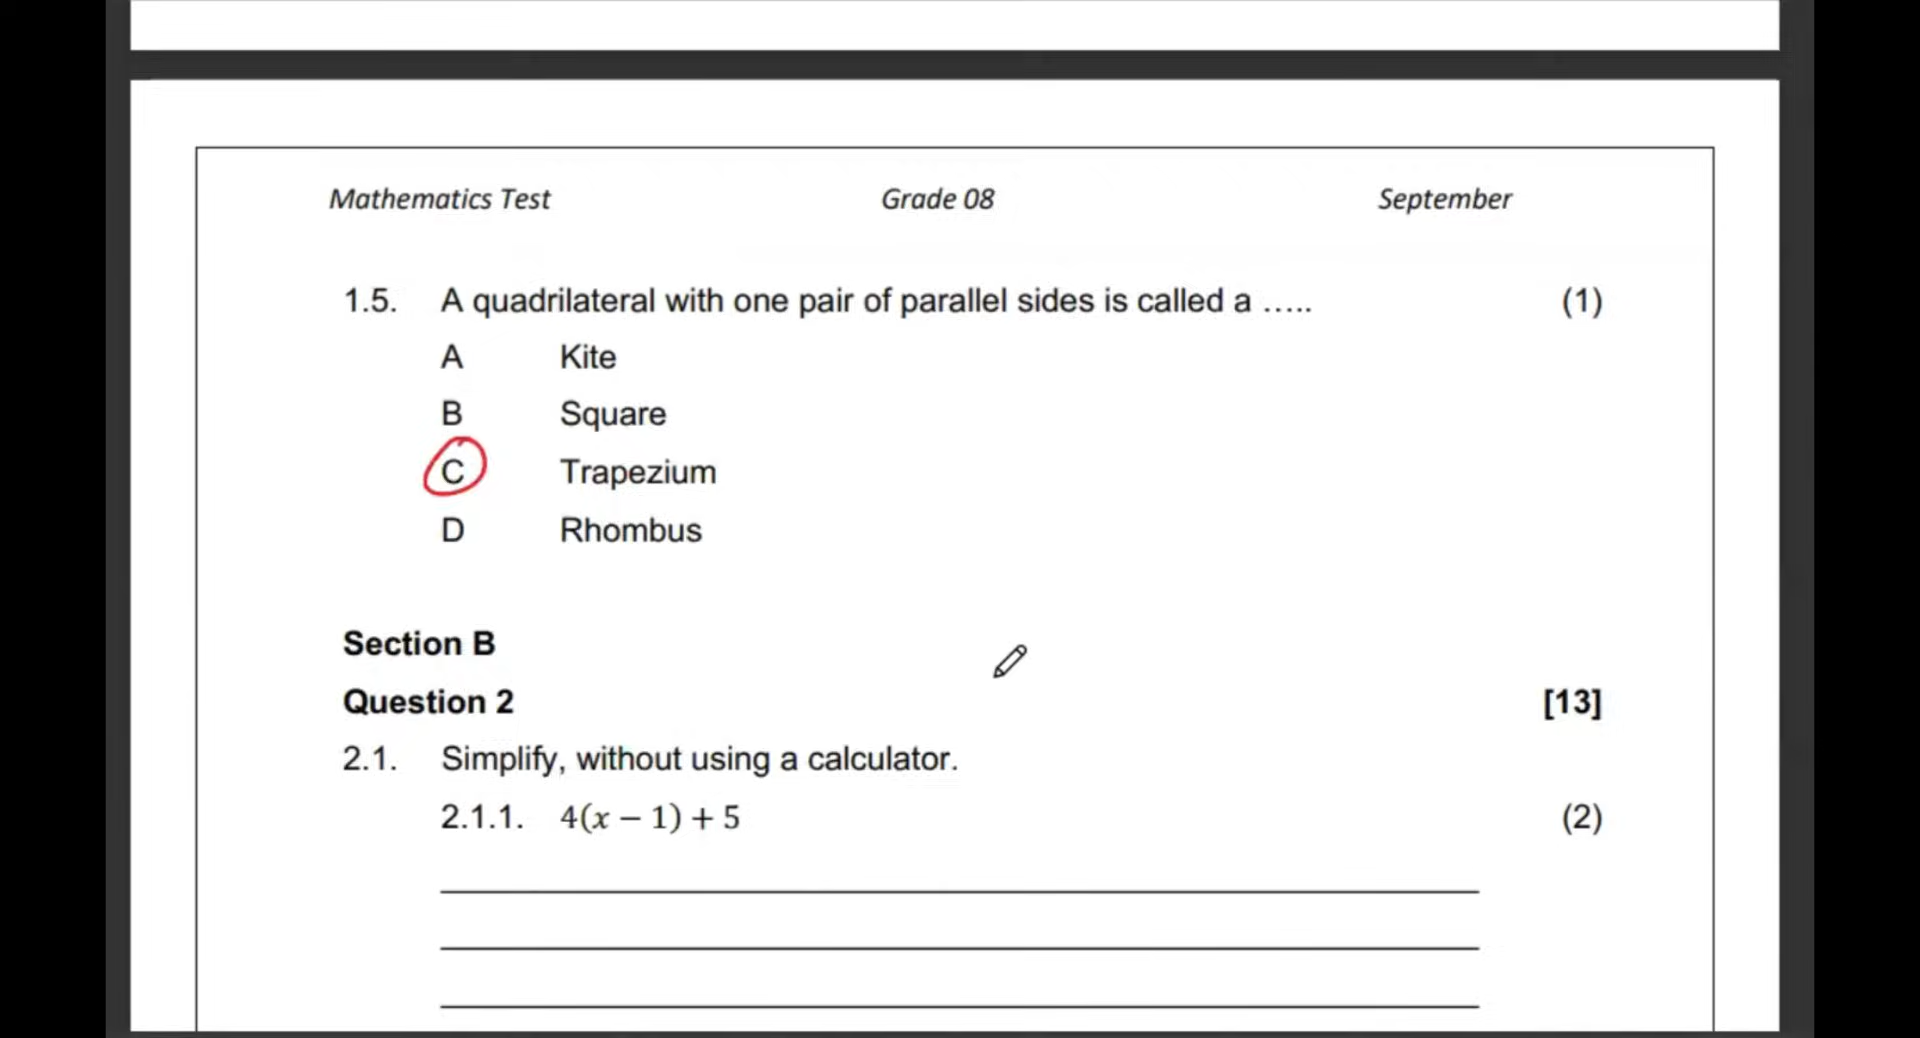 Mathematics Test Grade 08 September
1.5. A quadrilateral with one pair of parallel sides is called a ..... (1)
A Kite
B Square
C Trapezium
D Rhombus
Section B
Question 2 [13]
2.1. Simplify, without using a calculator.
2.1.1. 4(x − 1) + 5 (2)